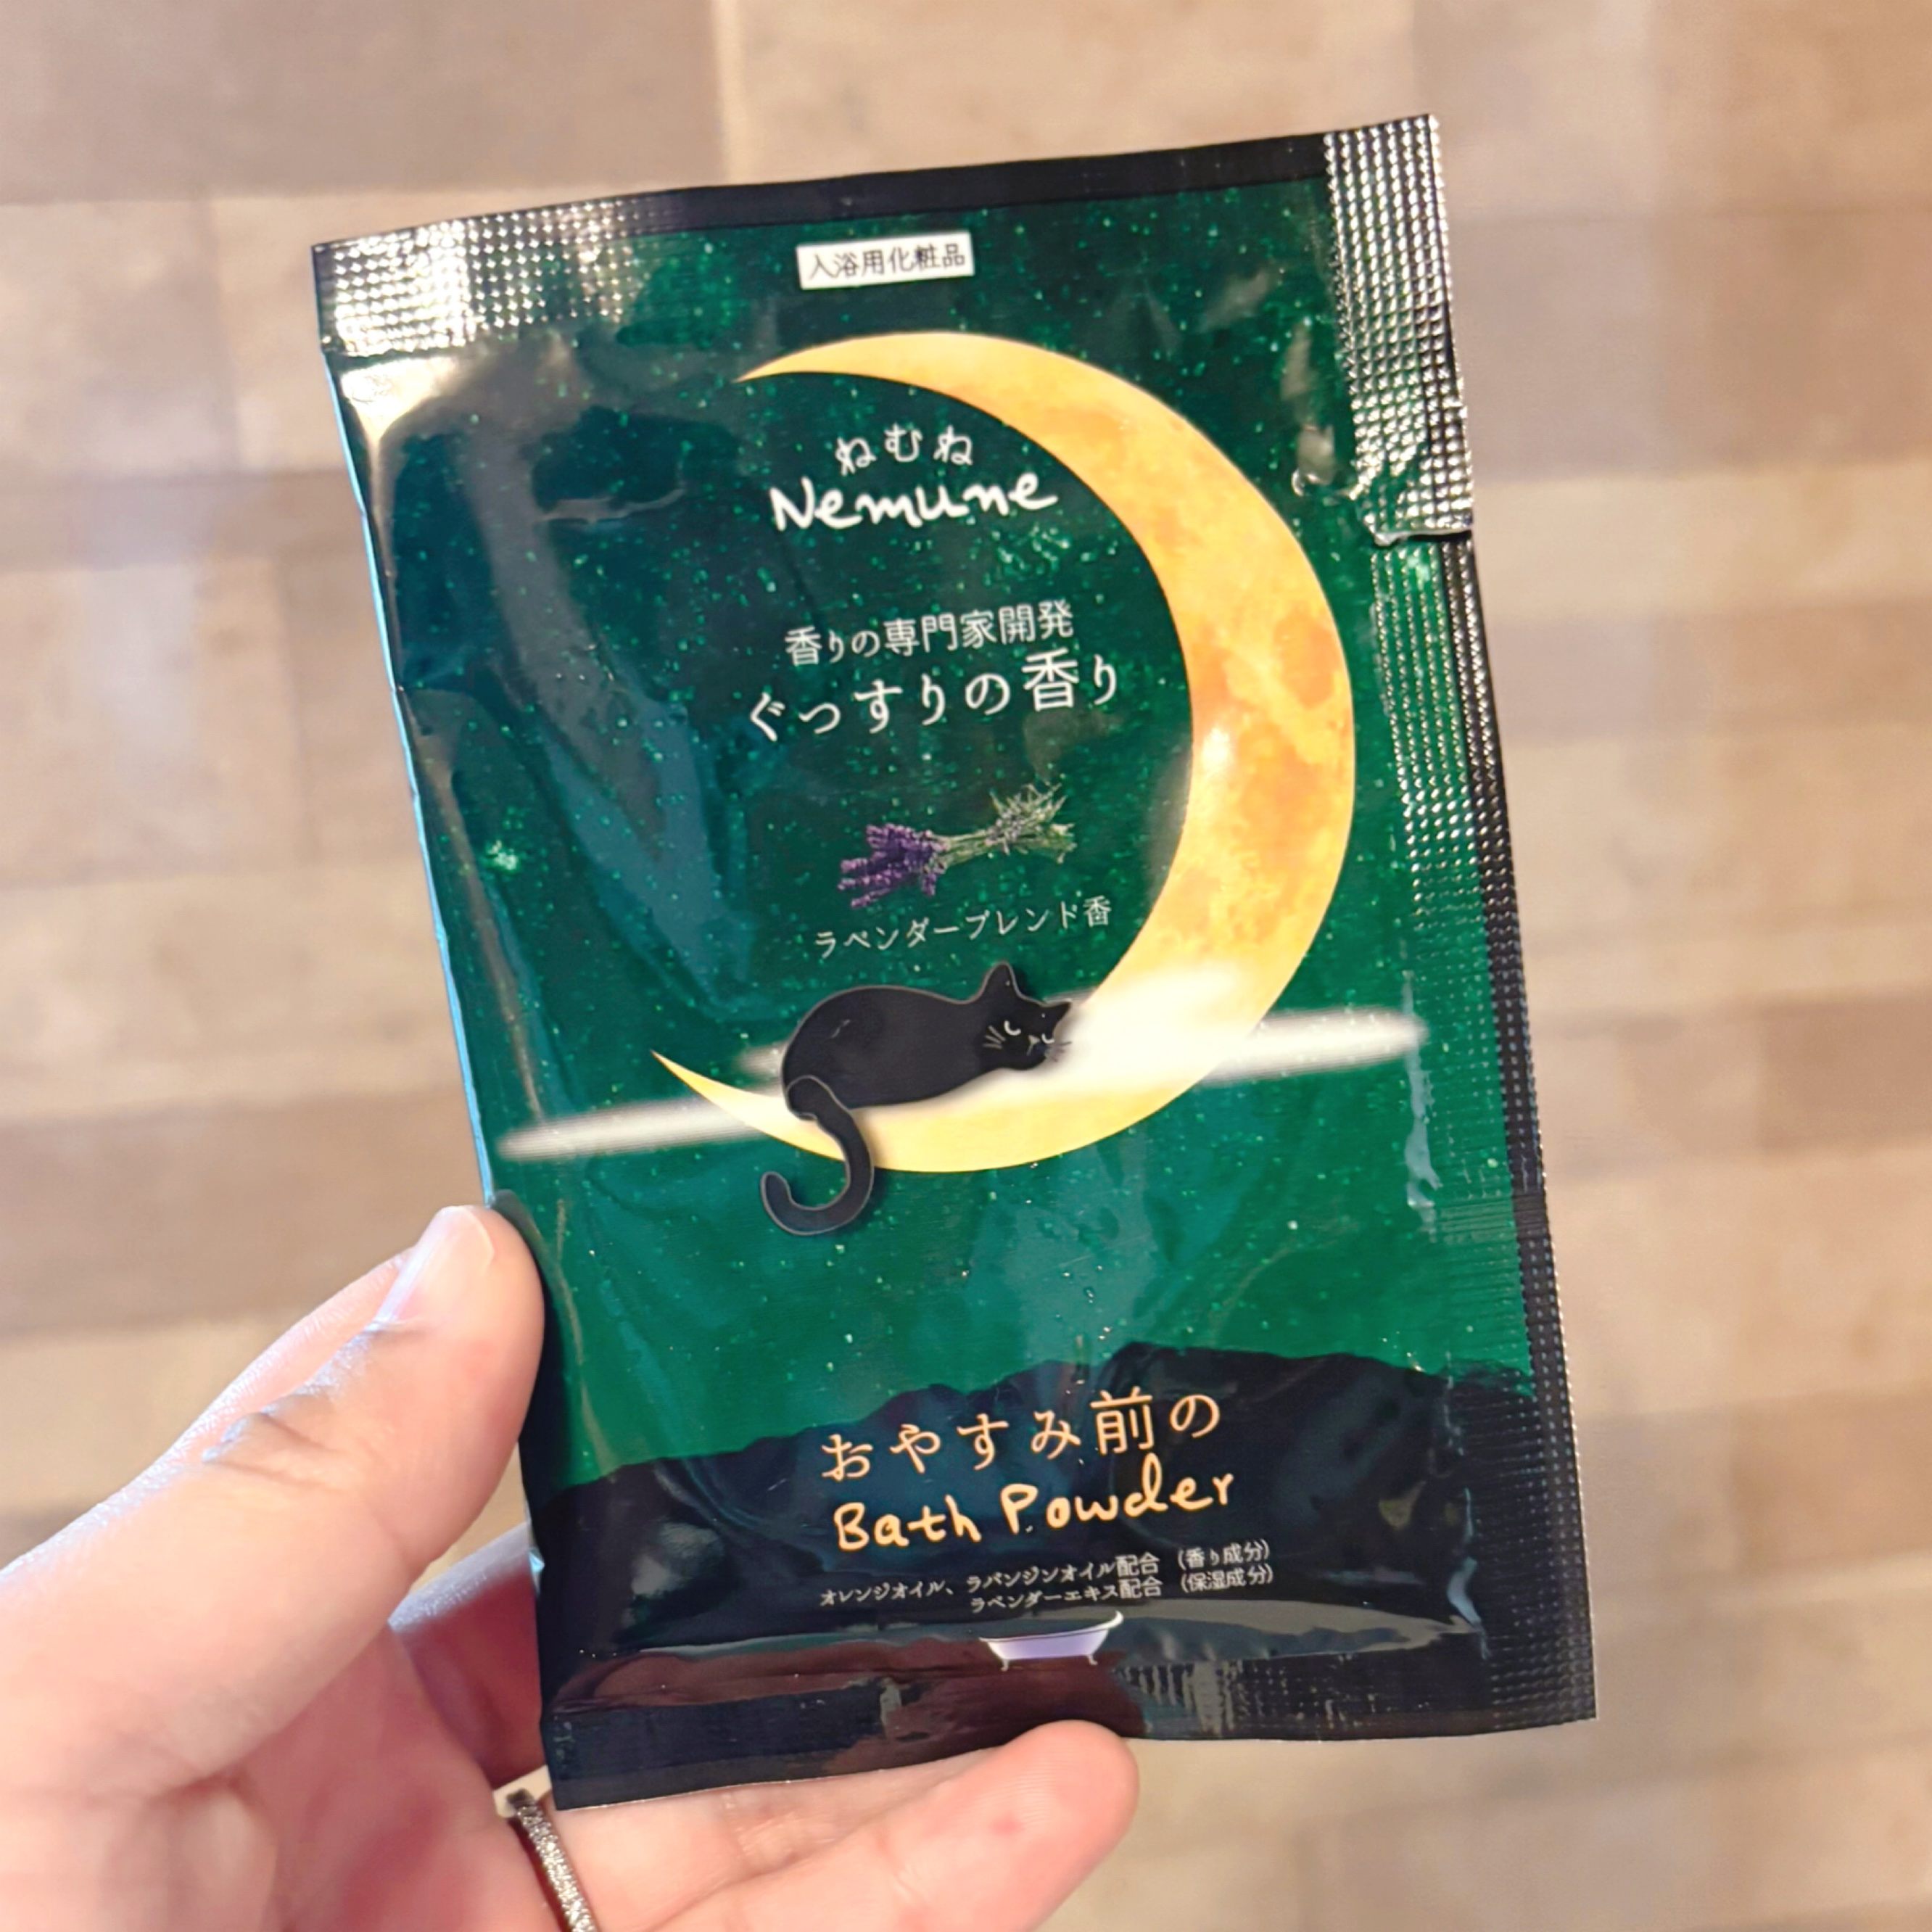 入浴用化粧品
ねむね
Nemune
香りの専門家開発
ぐっすりの香り
ラベンダーブレンド香
おやすみ前の
Bath Powder
オレンジオイル、ラバンジンオイル配合 (香り成分)
ラベンダーエキス配合 (保湿成分)